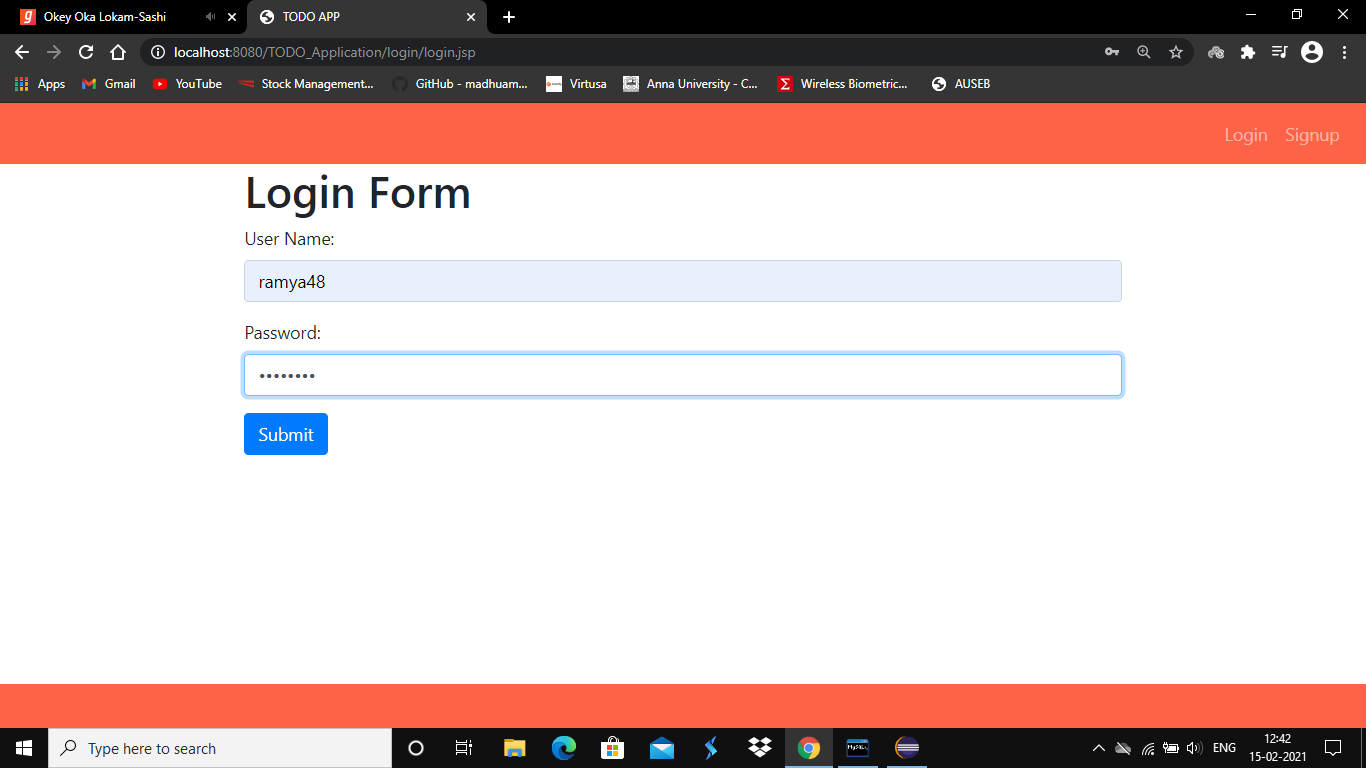 Okey Oka Lokam-Sashi
TODO APP
localhost:8080/TODO_Application/login/login.jsp
Apps Gmail YouTube Stock Management... GitHub - madhuam... Virtusa Anna University - C... Wireless Biometric... AUSEB
Login Signup
Login Form
User Name:
ramya48
Password:
••••••••
Submit
Type here to search
ENG
12:42
15-02-2021